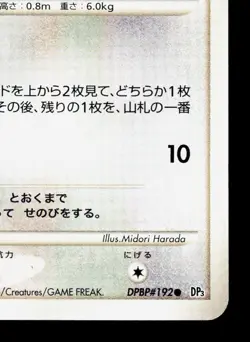 高さ：0.8m 重さ：6.0kg
ドを上から2枚見て、どちらか1枚
その後、残りの1枚を、山札の一番
10
とおくまで
って せのびをする。
Illus.Midori Harada
抗力 にげる
/Creatures/GAME FREAK. DPBP#192● DP3